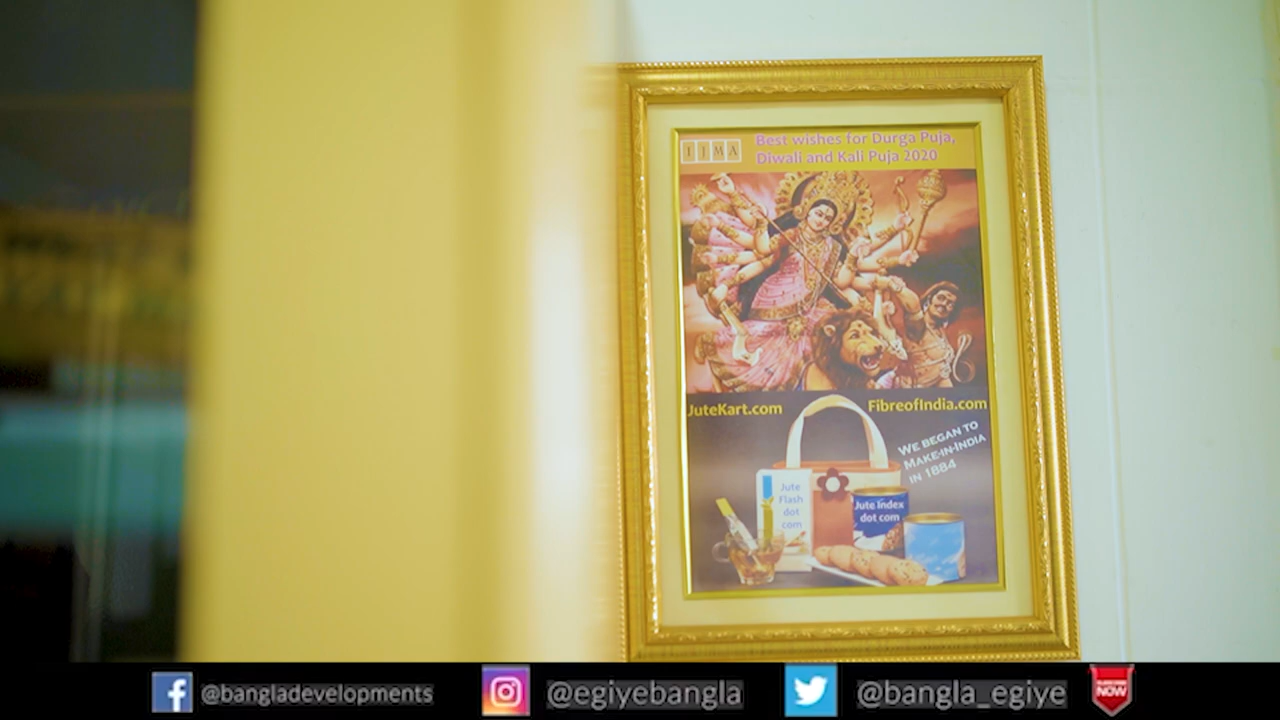 IJMA
Best wishes for Durga Puja,
Diwali and Kali Puja 2020
JuteKart.com
FibreofIndia.com
WE BEGAN TO
MAKE-IN-INDIA
IN 1884
Jute
Flash
dot
com
Jute Index
dot com
@bangladevelopments
@egiyebangla
@bangla_egiye
NOW